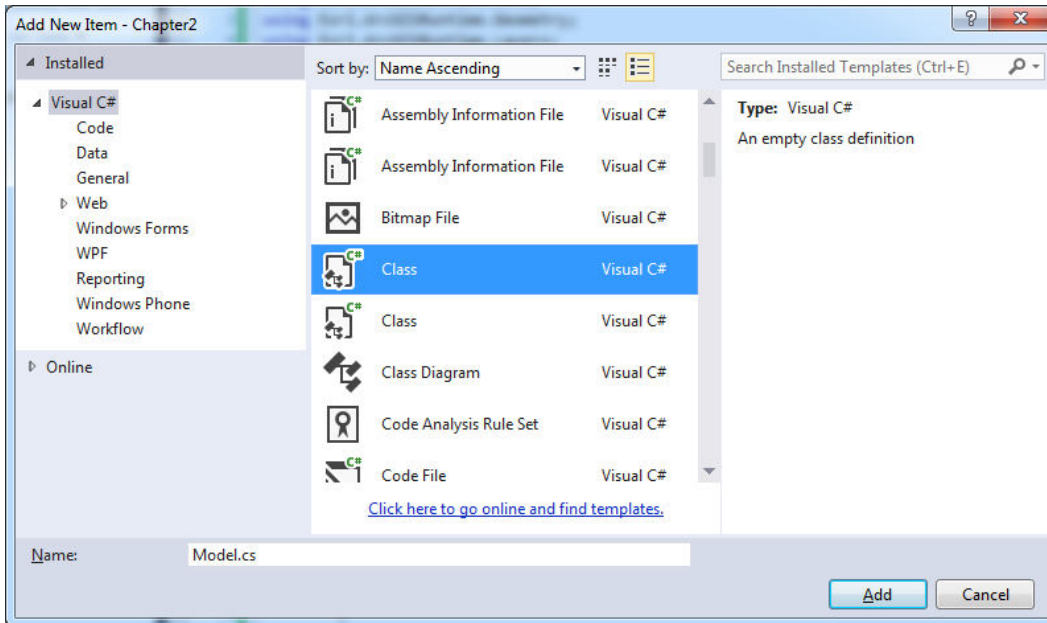 Add New Item - Chapter2
Installed
Visual C#
Code
Data
General
Web
Windows Forms
WPF
Reporting
Windows Phone
Workflow
Online
Sort by: Name Ascending
Assembly Information File Visual C#
Assembly Information File Visual C#
Bitmap File Visual C#
Class Visual C#
Class Visual C#
Class Diagram Visual C#
Code Analysis Rule Set Visual C#
Code File Visual C#
Click here to go online and find templates.
Search Installed Templates (Ctrl+E)
Type: Visual C#
An empty class definition
Name: Model.cs
Add Cancel